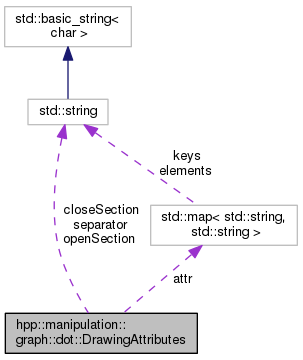 std::basic_string<
char >
std::string
keys
elements
closeSection
separator
openSection
std::map< std::string,
std::string >
attr
hpp::manipulation::
graph::dot::DrawingAttributes